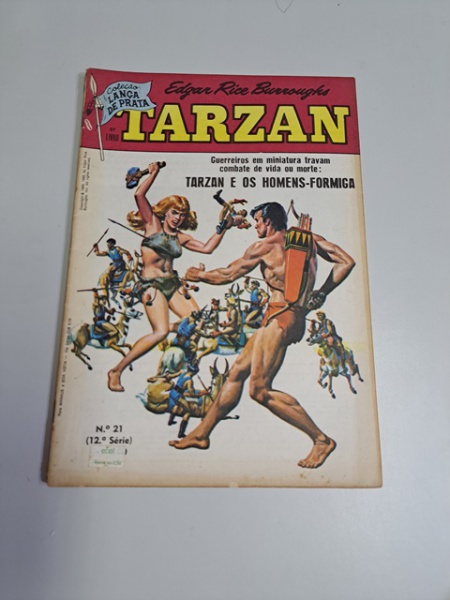 Coleção
LANÇA
DE PRATA
Edgar Rice Burroughs
TARZAN
Guerreiros em miniatura travam
combate de vida ou morte:
TARZAN E OS HOMENS-FORMIGA
N.º 21
(12.ª Série)